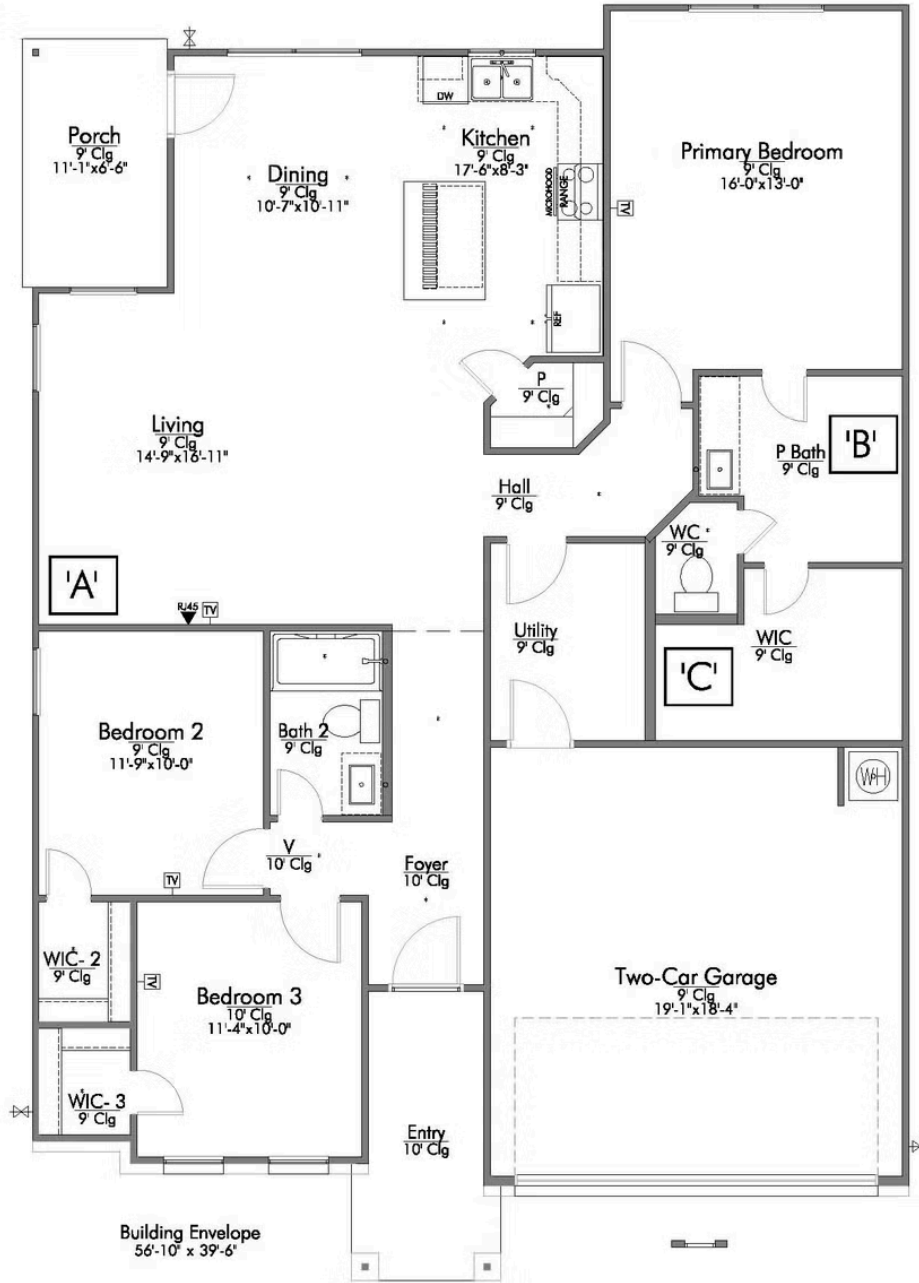 Porch
9' Clg
11'-1"x6'-6"
Dining
9' Clg
10'-7"x10'-11"
DW
Kitchen
9' Clg
17'-6"x8'-3"
MICROHOOD
RANGE
REF
Primary Bedroom
9' Clg
16'-0"x13'-0"
TV
P
9' Clg
Living
9' Clg
14'-9"x16'-11"
Hall
9' Clg
P Bath
9' Clg
'B'
WC
9' Clg
'A'
RJ45
TV
Utility
9' Clg
WIC
9' Clg
'C'
Bedroom 2
9' Clg
11'-9"x10'-0"
TV
Bath 2
9' Clg
V
10' Clg
Foyer
10' Clg
WH
WIC- 2
9' Clg
TV
Bedroom 3
10' Clg
11'-4"x10'-0"
Two-Car Garage
9' Clg
19'-1"x18'-4"
WIC- 3
9' Clg
Entry
10' Clg
Building Envelope
56'-10" x 39'-6"